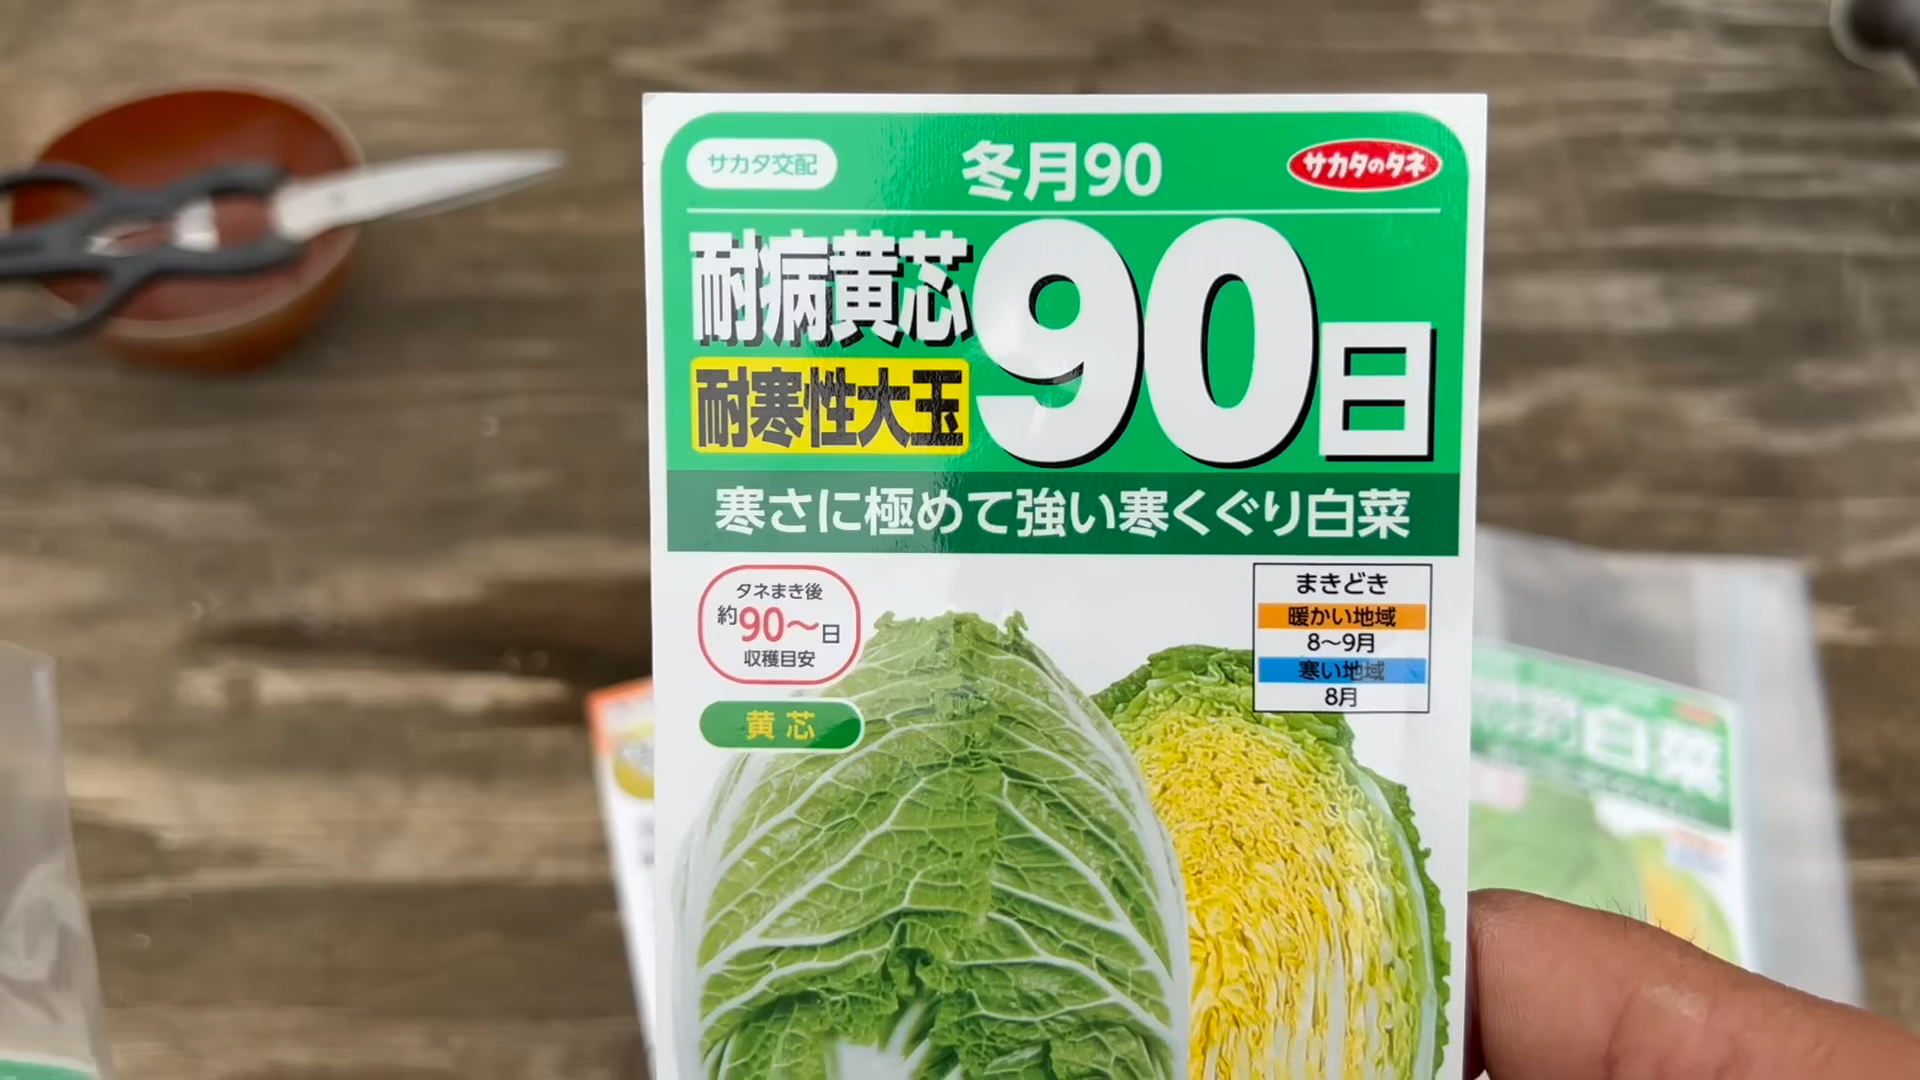 サカタ交配
冬月90
サカタのタネ
耐病黄芯
90日
耐寒性大玉
寒さに極めて強い寒くぐり白菜
タネまき後
約90～日
収穫目安
黄芯
まきどき
暖かい地域
8～9月
寒い地域
8月
白菜